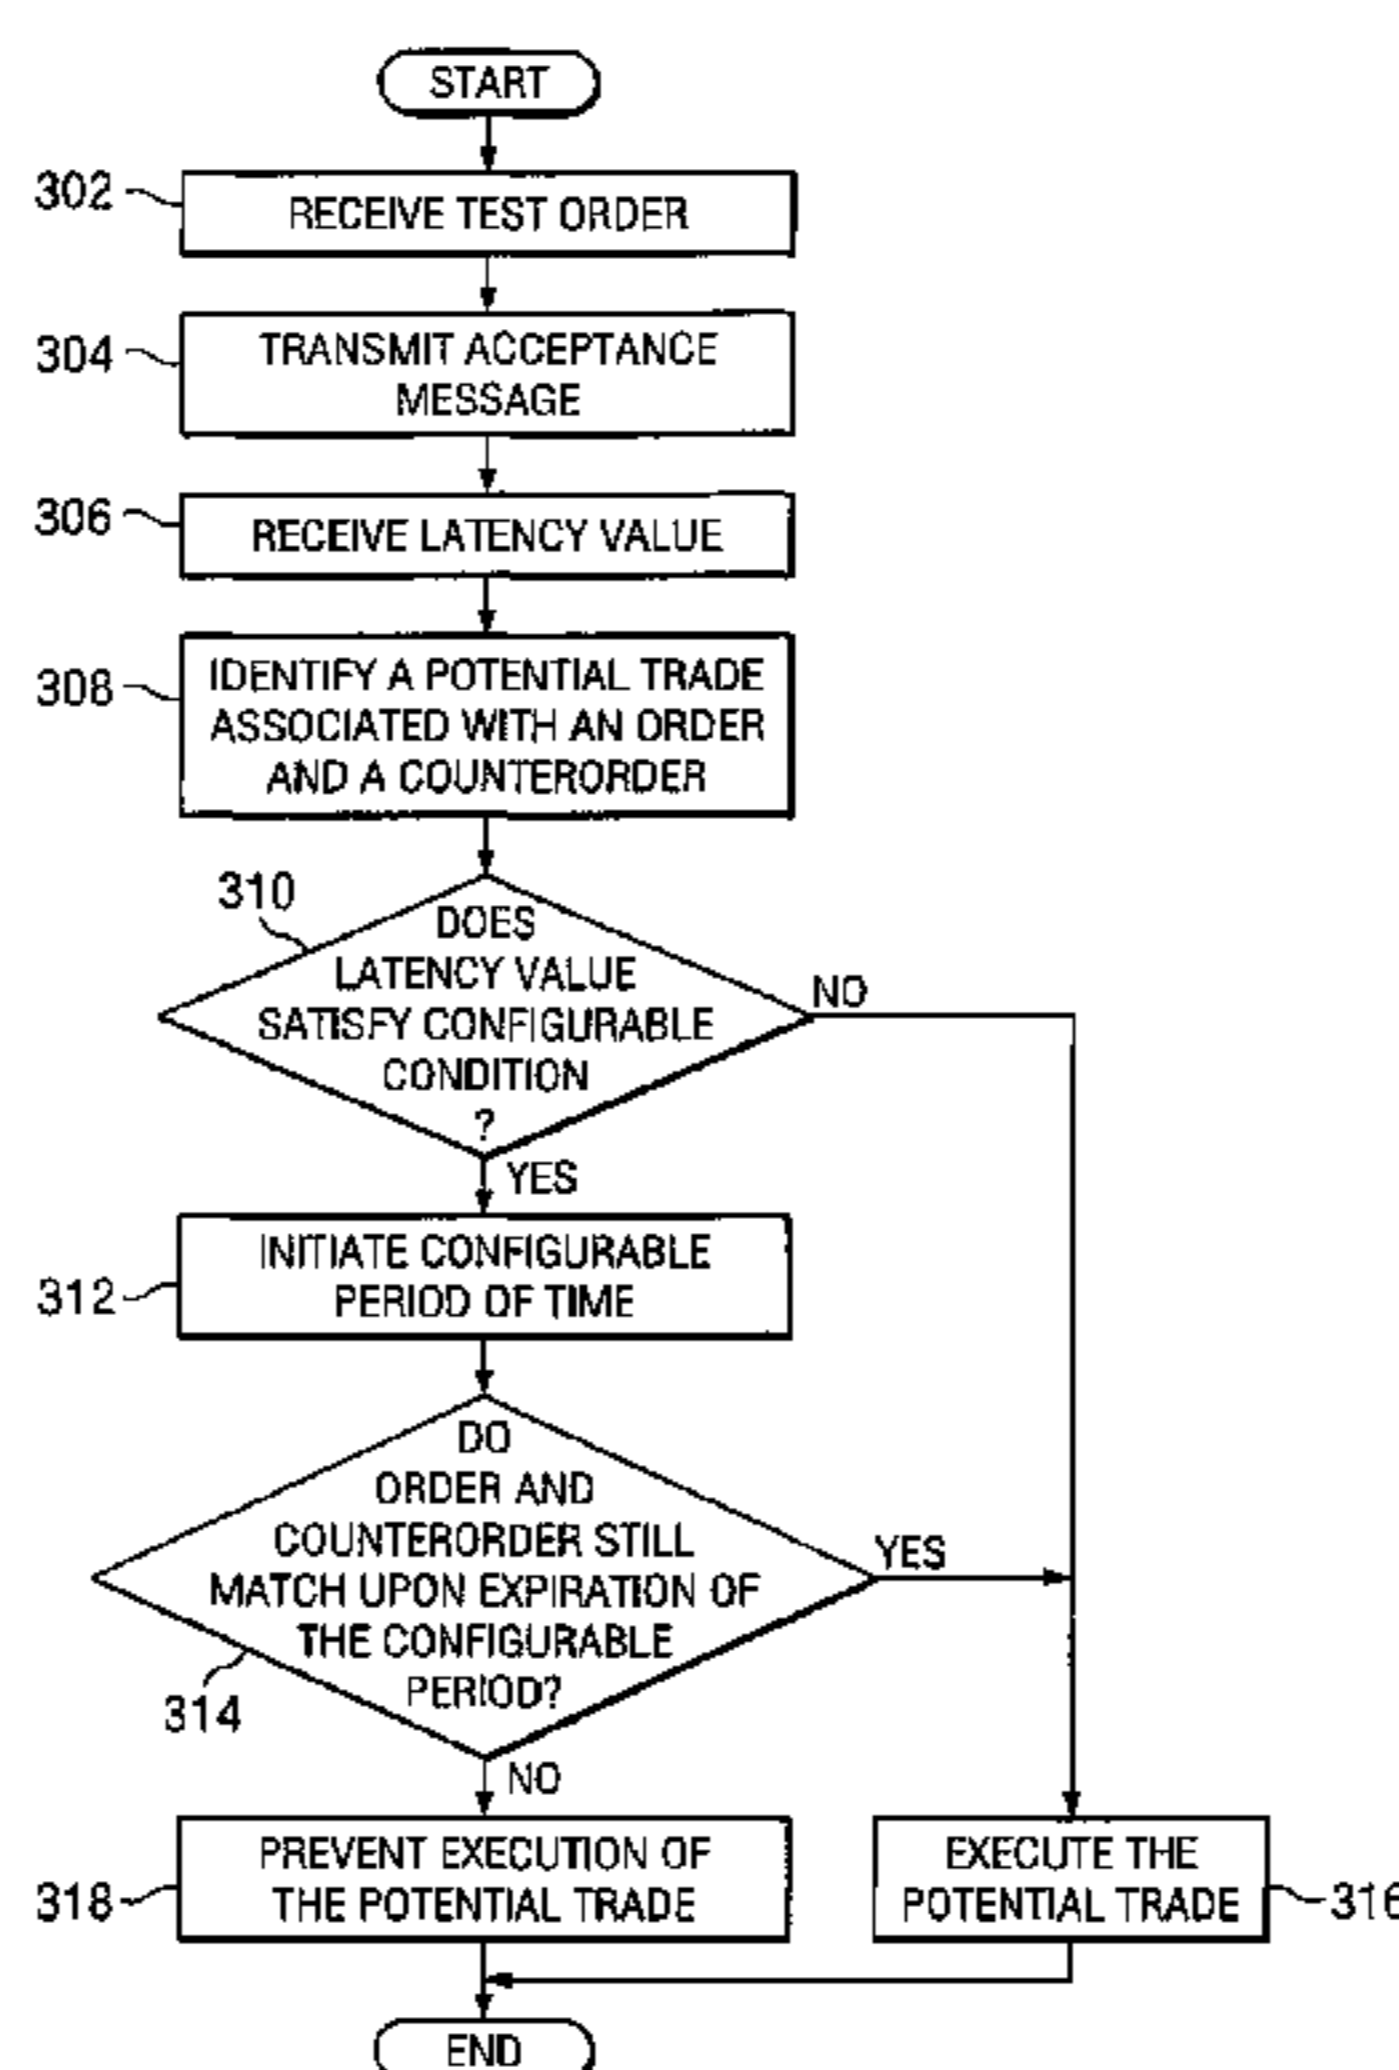 START
302
RECEIVE TEST ORDER
304
TRANSMIT ACCEPTANCE
MESSAGE
306
RECEIVE LATENCY VALUE
308
IDENTIFY A POTENTIAL TRADE
ASSOCIATED WITH AN ORDER
AND A COUNTERORDER
310
DOES
LATENCY VALUE
SATISFY CONFIGURABLE
CONDITION
?
NO
YES
312
INITIATE CONFIGURABLE
PERIOD OF TIME
DO
ORDER AND
COUNTERORDER STILL
MATCH UPON EXPIRATION OF
THE CONFIGURABLE
PERIOD?
YES
314
NO
318
PREVENT EXECUTION OF
THE POTENTIAL TRADE
EXECUTE THE
POTENTIAL TRADE
316
END